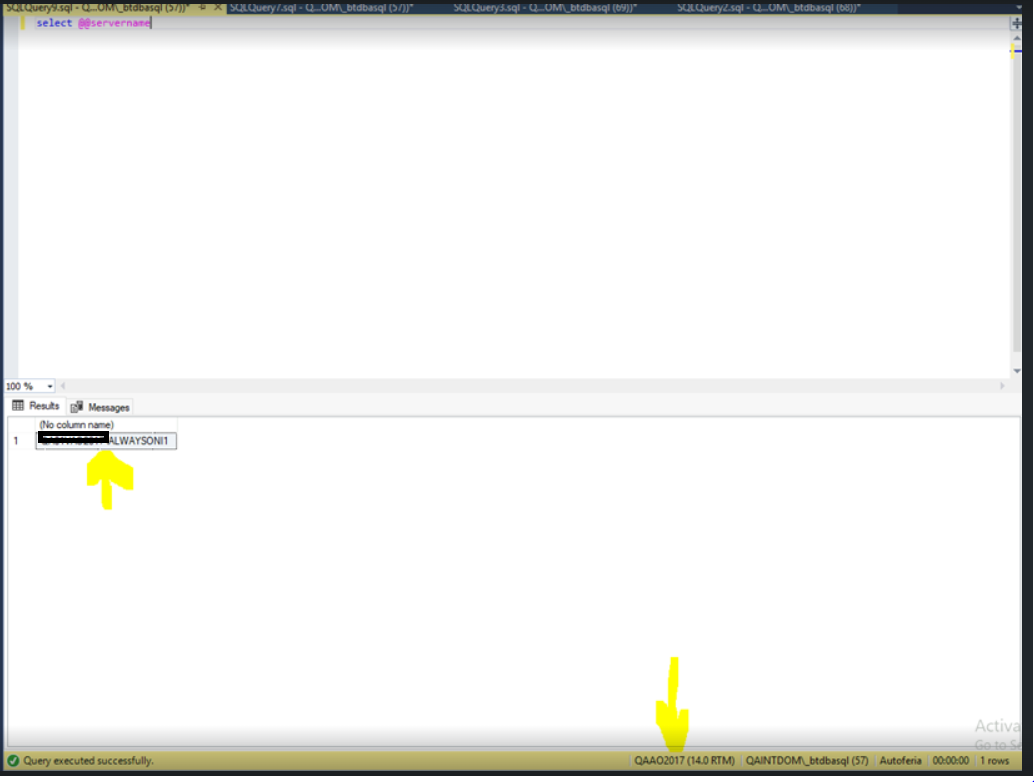 SQLQuery9.sql - Q...OM\_btdbasql (57))* SQLQuery7.sql - Q...OM\_btdbasql (57))* SQLQuery3.sql - Q...OM\_btdbasql (69))* SQLQuery2.sql - Q...OM\_btdbasql (68))*
select @@servername
100 %
Results Messages
(No column name)
1 ALWAYSONI1
Activa
Go to Se
Query executed successfully. QAAO2017 (14.0 RTM) QAINTDOM\_btdbasql (57) Autoferia 00:00:00 1 rows